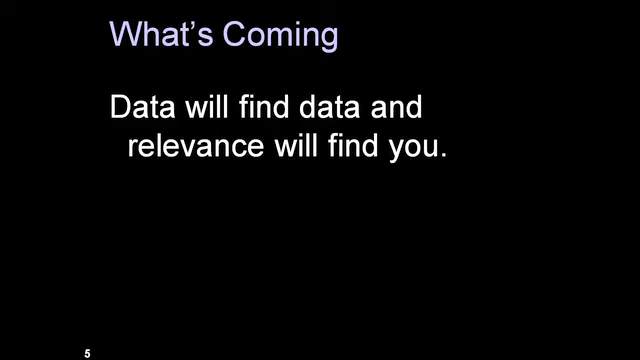 What’s Coming
Data will find data and
relevance will find you.
5